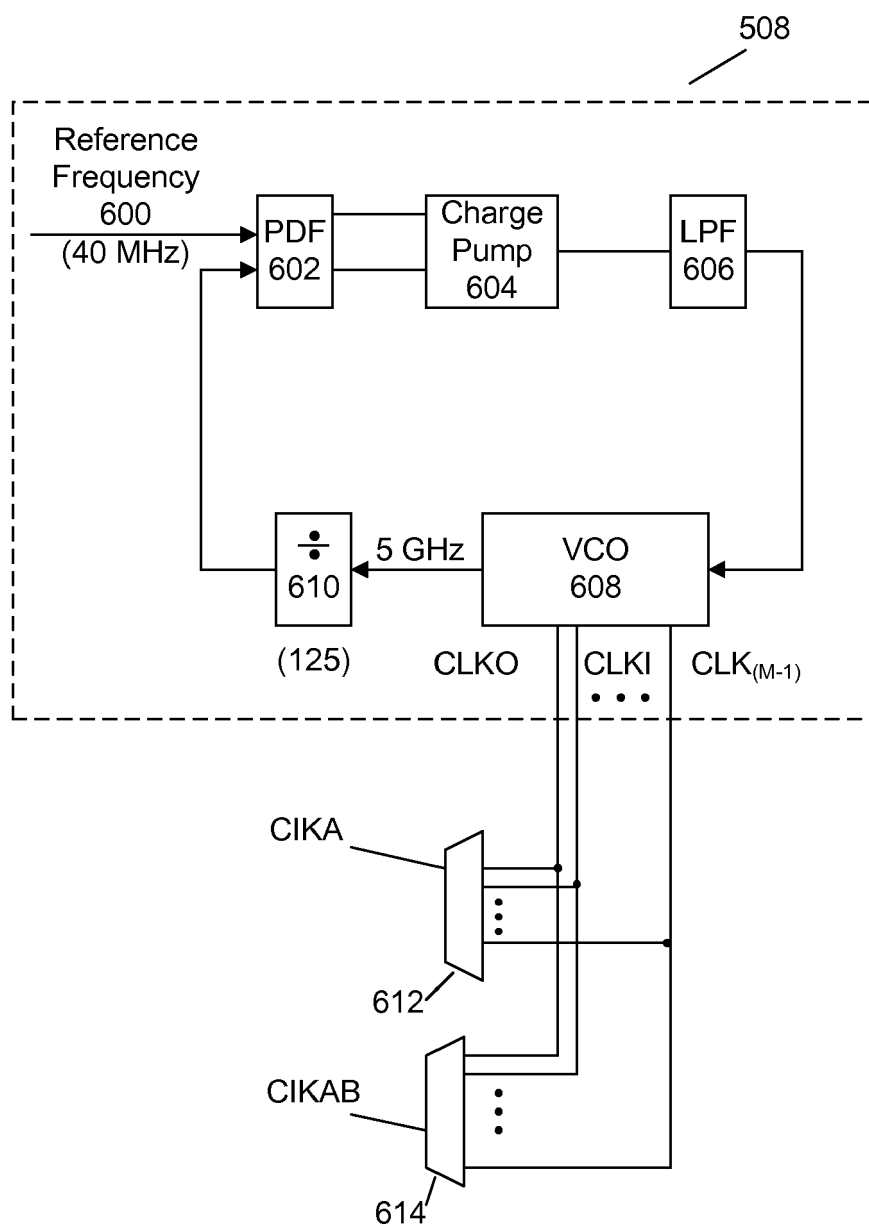 508
Reference
Frequency
600
(40 MHz)
PDF
602
Charge
Pump
604
LPF
606
÷
610
(125)
5 GHz
VCO
608
CLKO
CLKI
CLK(M-1)
CIKA
612
CIKAB
614